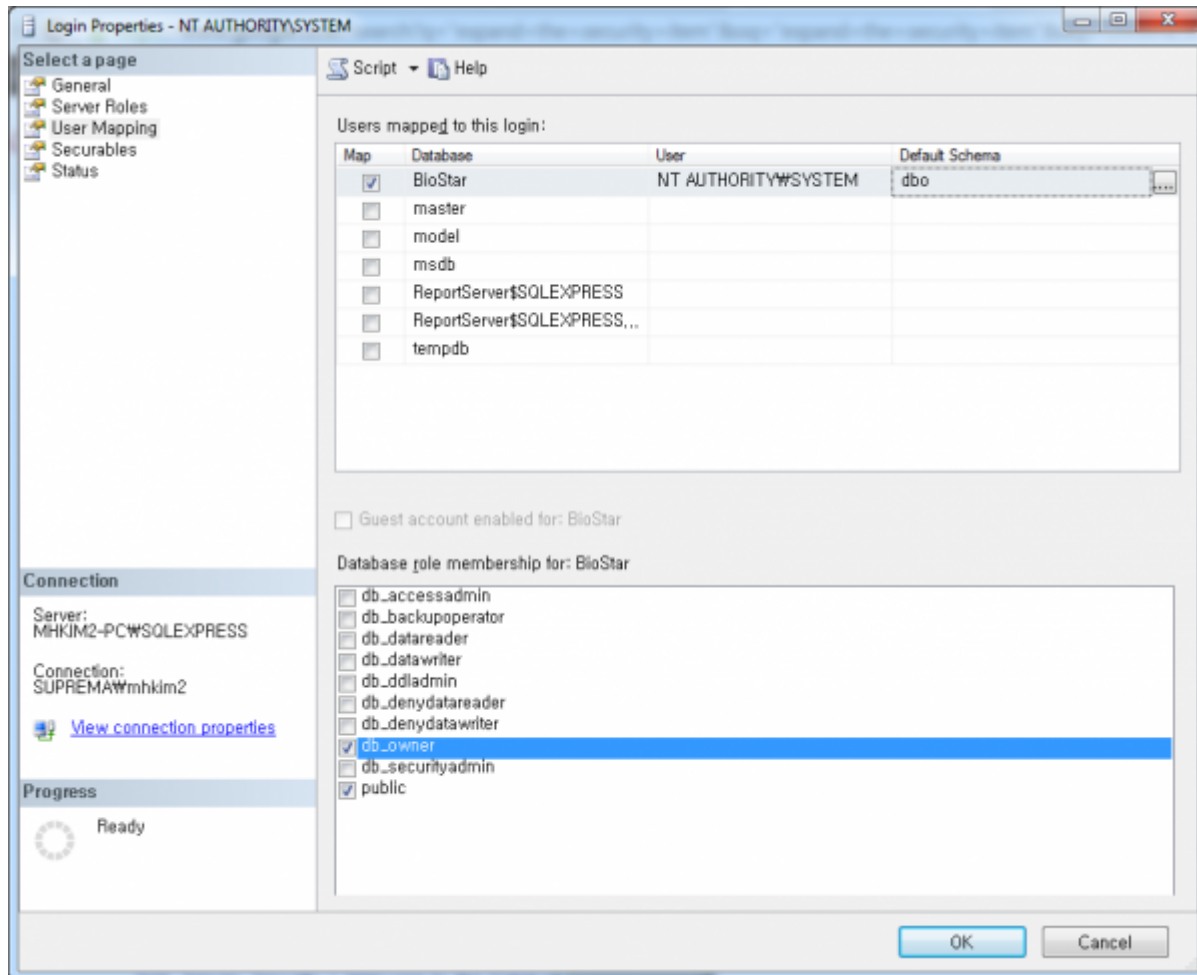 Login Properties - NT AUTHORITY\SYSTEM
Select a page
General
Server Roles
User Mapping
Securables
Status
Script Help
Users mapped to this login:
Map Database User Default Schema
BioStar NT AUTHORITY₩SYSTEM dbo ...
master
model
msdb
ReportServer$SQLEXPRESS
ReportServer$SQLEXPRESS...
tempdb
Guest account enabled for: BioStar
Database role membership for: BioStar
db_accessadmin
db_backupoperator
db_datareader
db_datawriter
db_ddladmin
db_denydatareader
db_denydatawriter
db_owner
db_securityadmin
public
Connection
Server:
MHKIM2-PC₩SQLEXPRESS
Connection:
SUPREMA₩mhkim2
View connection properties
Progress
Ready
OK Cancel